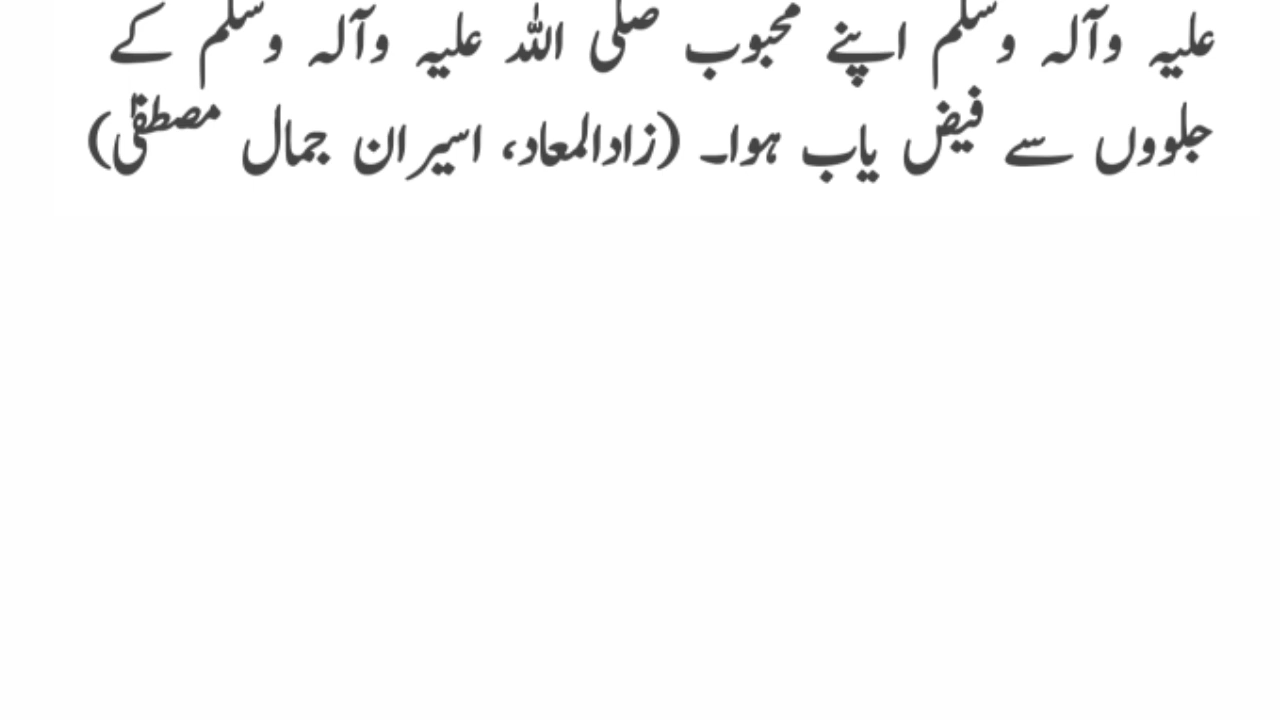 علیہ وآلہ وسلم اپنے محبوب صلی اللہ علیہ وآلہ وسلم کے
جلووں سے فیض یاب ہوا۔ (زادالمعاد، اسیران جمال مصطفیٰ)